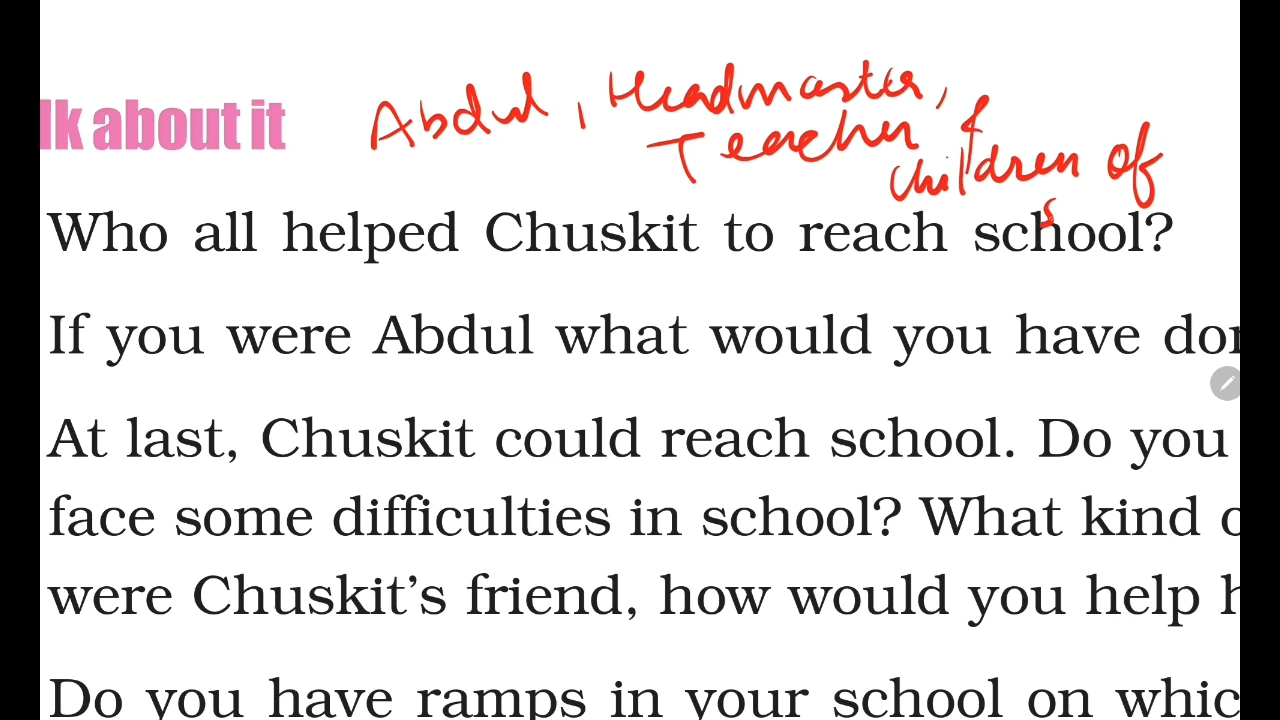 lk about it
Abdul, Headmaster,
Teacher &
children of
s
Who all helped Chuskit to reach school?
If you were Abdul what would you have
At last, Chuskit could reach school. Do you
face some difficulties in school? What kind
were Chuskit's friend, how would you help
Do you have ramps in your school on